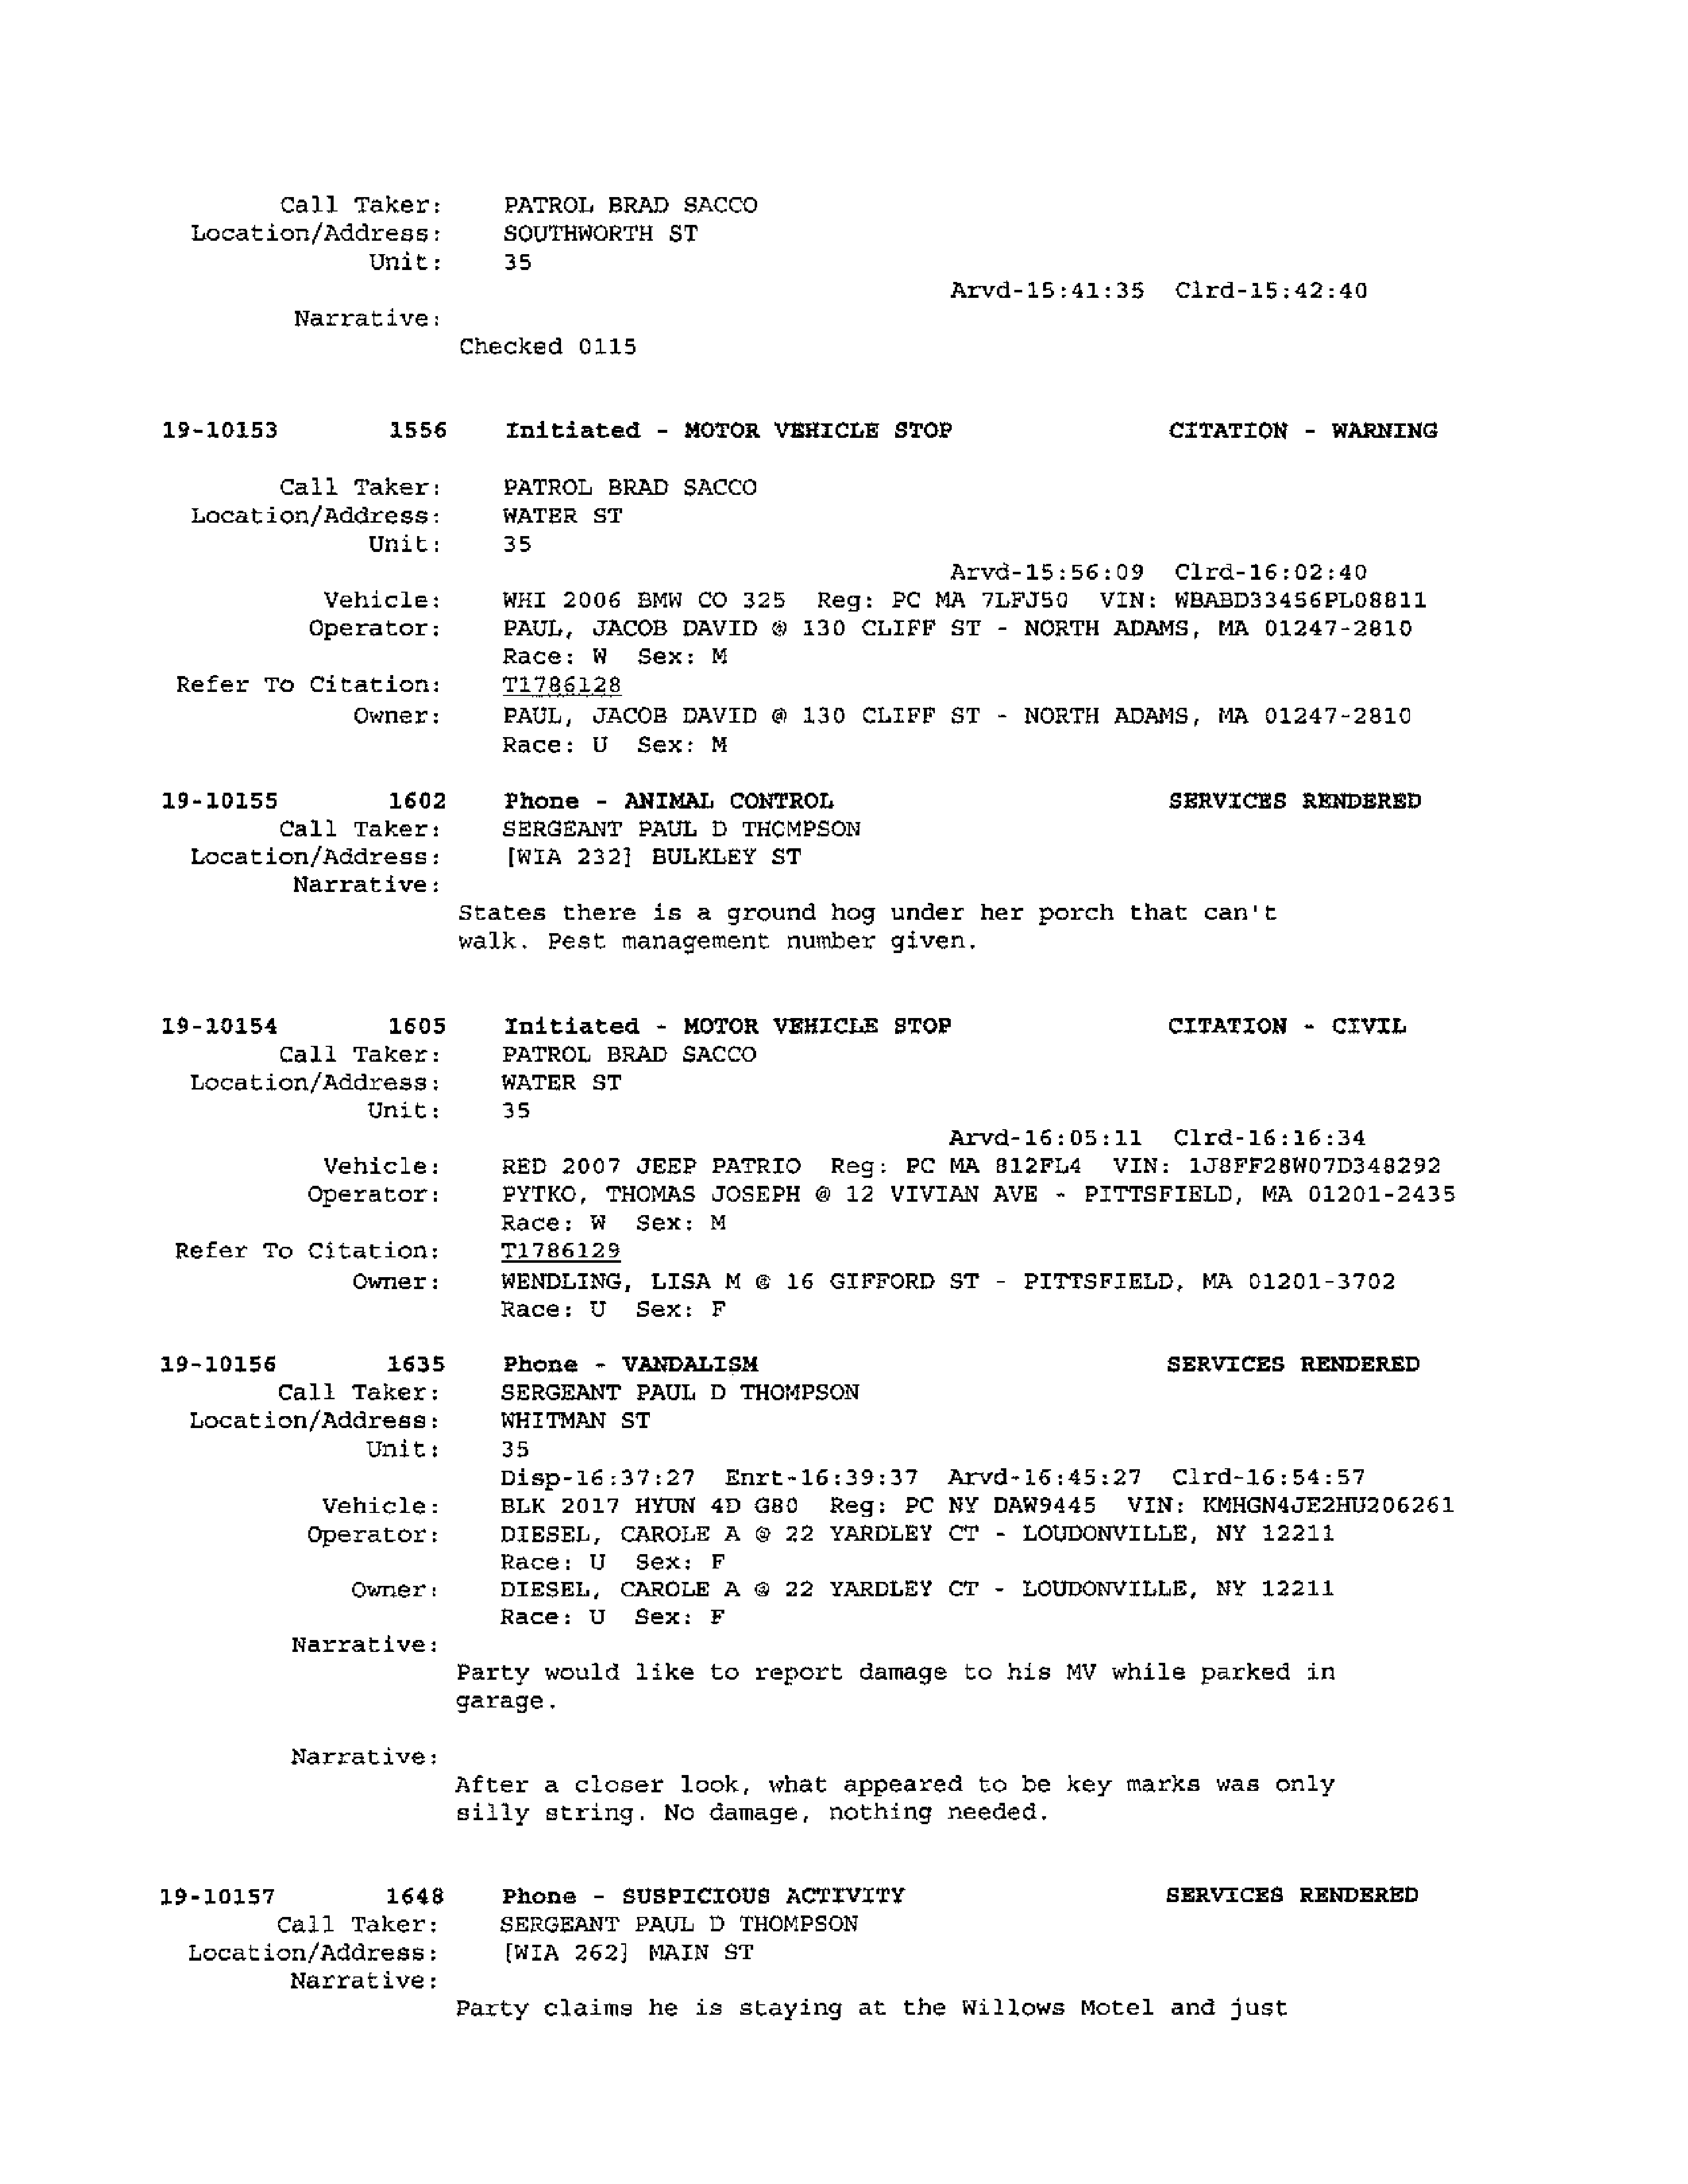 Call Taker: PATROL BRAD SACCO
Location/Address: SOUTHWORTH ST
Unit: 35
Arvd-15:41:35 Clrd-15:42:40
Narrative:
Checked 0115
19-10153 1556 Initiated - MOTOR VEHICLE STOP CITATION - WARNING
Call Taker: PATROL BRAD SACCO
Location/Address: WATER ST
Unit: 35
Arvd-15:56:09 Clrd-16:02:40
Vehicle: WHI 2006 BMW CO 325 Reg: PC MA 7LFJ50 VIN: WBABD33456PL08811
Operator: PAUL, JACOB DAVID @ 130 CLIFF ST - NORTH ADAMS, MA 01247-2810
Race: W Sex: M
Refer To Citation: T1786128
Owner: PAUL, JACOB DAVID @ 130 CLIFF ST - NORTH ADAMS, MA 01247-2810
Race: U Sex: M
19-10155 1602 Phone - ANIMAL CONTROL SERVICES RENDERED
Call Taker: SERGEANT PAUL D THOMPSON
Location/Address: [WIA 232] BULKLEY ST
Narrative:
States there is a ground hog under her porch that can't
walk. Pest management number given.
19-10154 1605 Initiated - MOTOR VEHICLE STOP CITATION - CIVIL
Call Taker: PATROL BRAD SACCO
Location/Address: WATER ST
Unit: 35
Arvd-16:05:11 Clrd-16:16:34
Vehicle: RED 2007 JEEP PATRIO Reg: PC MA 812FL4 VIN: 1J8FF28W07D348292
Operator: PYTKO, THOMAS JOSEPH @ 12 VIVIAN AVE - PITTSFIELD, MA 01201-2435
Race: W Sex: M
Refer To Citation: T1786129
Owner: WENDLING, LISA M @ 16 GIFFORD ST - PITTSFIELD, MA 01201-3702
Race: U Sex: F
19-10156 1635 Phone - VANDALISM SERVICES RENDERED
Call Taker: SERGEANT PAUL D THOMPSON
Location/Address: WHITMAN ST
Unit: 35
Disp-16:37:27 Enrt-16:39:37 Arvd-16:45:27 Clrd-16:54:57
Vehicle: BLK 2017 HYUN 4D G80 Reg: PC NY DAW9445 VIN: KMHGN4JE2HU206261
Operator: DIESEL, CAROLE A @ 22 YARDLEY CT - LOUDONVILLE, NY 12211
Race: U Sex: F
Owner: DIESEL, CAROLE A @ 22 YARDLEY CT - LOUDONVILLE, NY 12211
Race: U Sex: F
Narrative:
Party would like to report damage to his MV while parked in
garage.
Narrative:
After a closer look, what appeared to be key marks was only
silly string. No damage, nothing needed.
19-10157 1648 Phone - SUSPICIOUS ACTIVITY SERVICES RENDERED
Call Taker: SERGEANT PAUL D THOMPSON
Location/Address: [WIA 262] MAIN ST
Narrative:
Party claims he is staying at the Willows Motel and just